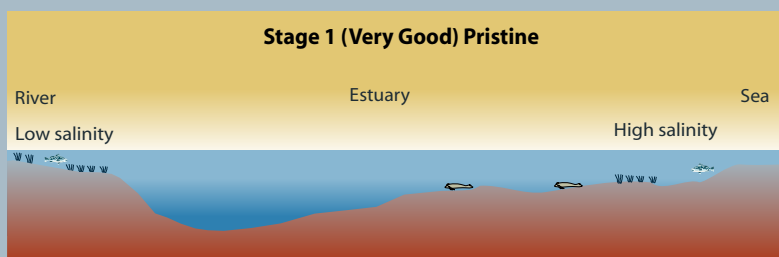 Stage 1 (Very Good) Pristine
River
Estuary
Sea
Low salinity
High salinity